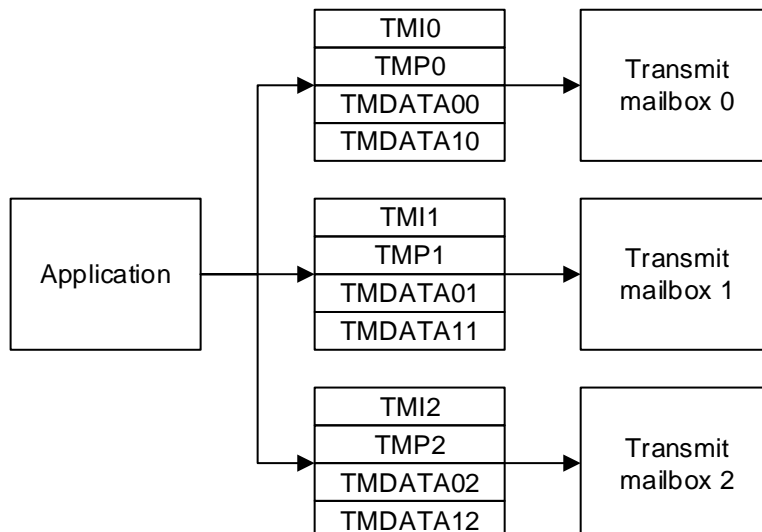 TMI0
TMP0
TMDATA00
TMDATA10
Transmit
mailbox 0
Application
TMI1
TMP1
TMDATA01
TMDATA11
Transmit
mailbox 1
TMI2
TMP2
TMDATA02
TMDATA12
Transmit
mailbox 2